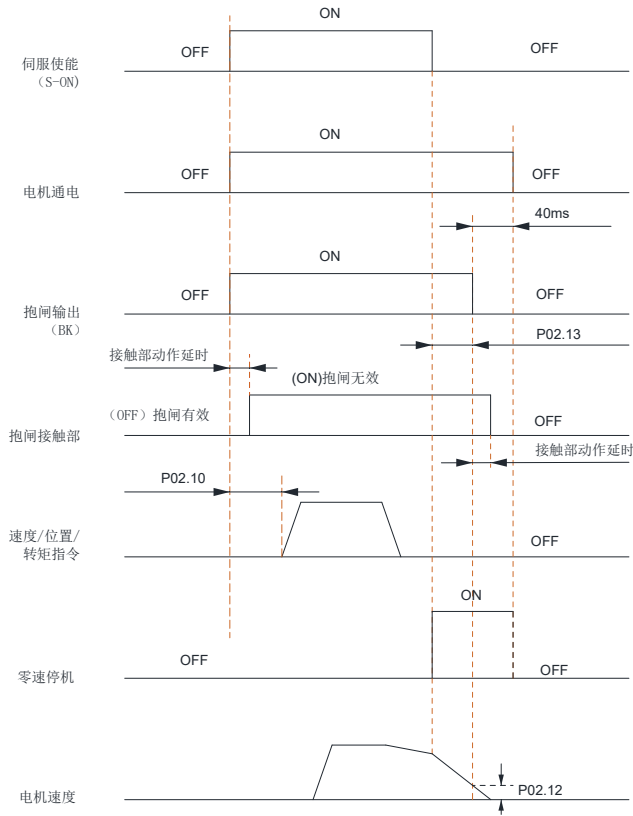 ON
伺服使能
（S-ON)
OFF
OFF
ON
电机通电
OFF
OFF
40ms
ON
抱闸输出
（BK）
OFF
OFF
P02.13
接触部动作延时
(ON)抱闸无效
抱闸接触部
（OFF）抱闸有效
OFF
接触部动作延时
P02.10
速度/位置/
转矩指令
OFF
ON
零速停机
OFF
OFF
电机速度
P02.12